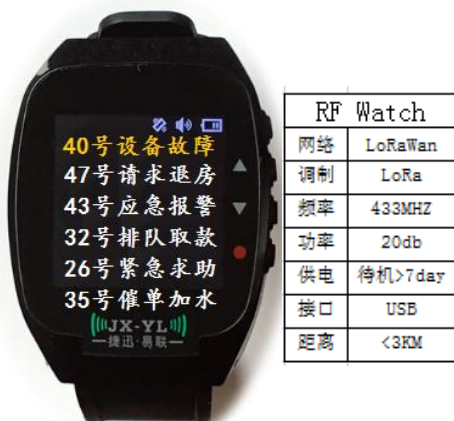 40号设备故障
47号请求退房
43号应急报警
32号排队取款
26号紧急求助
35号催单加水
JX-YL
捷迅·易联
RF Watch
网络 LoRaWan
调制 LoRa
频率 433MHZ
功率 20db
供电 待机>7day
接口 USB
距离 <3KM